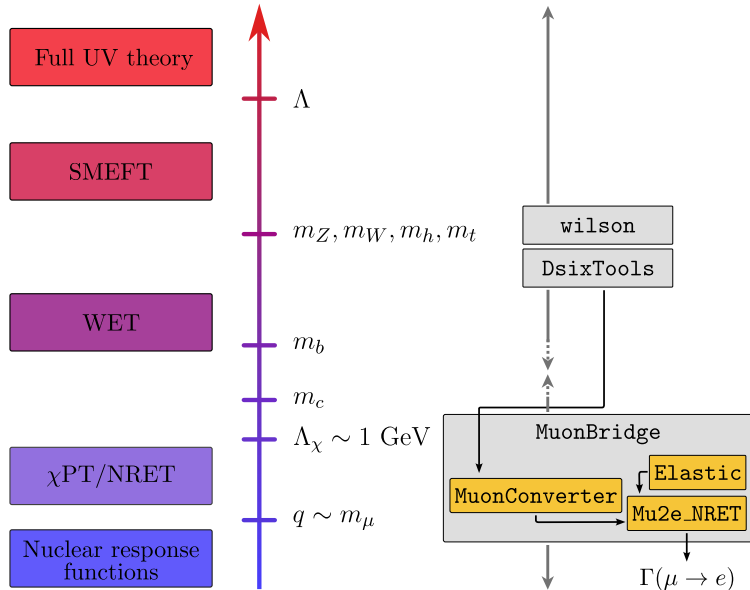 Full UV theory
SMEFT
WET
χPT/NRET
Nuclear response
functions
Λ
m_Z, m_W, m_h, m_t
m_b
m_c
Λ_χ ∼ 1 GeV
q ∼ m_μ
wilson
DsixTools
MuonBridge
Elastic
MuonConverter
Mu2e_NRET
Γ(μ → e)